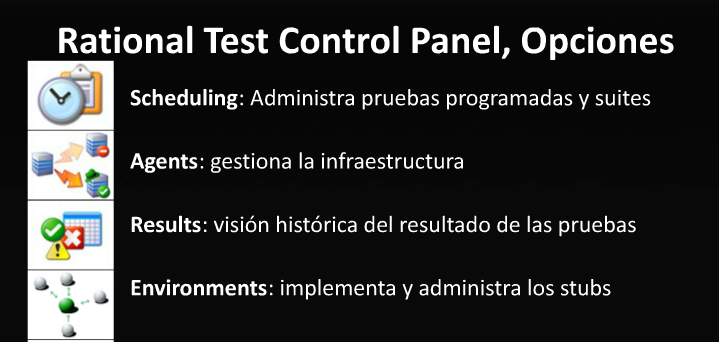 Rational Test Control Panel, Opciones
Scheduling: Administra pruebas programadas y suites
Agents: gestiona la infraestructura
Results: visión histórica del resultado de las pruebas
Environments: implementa y administra los stubs